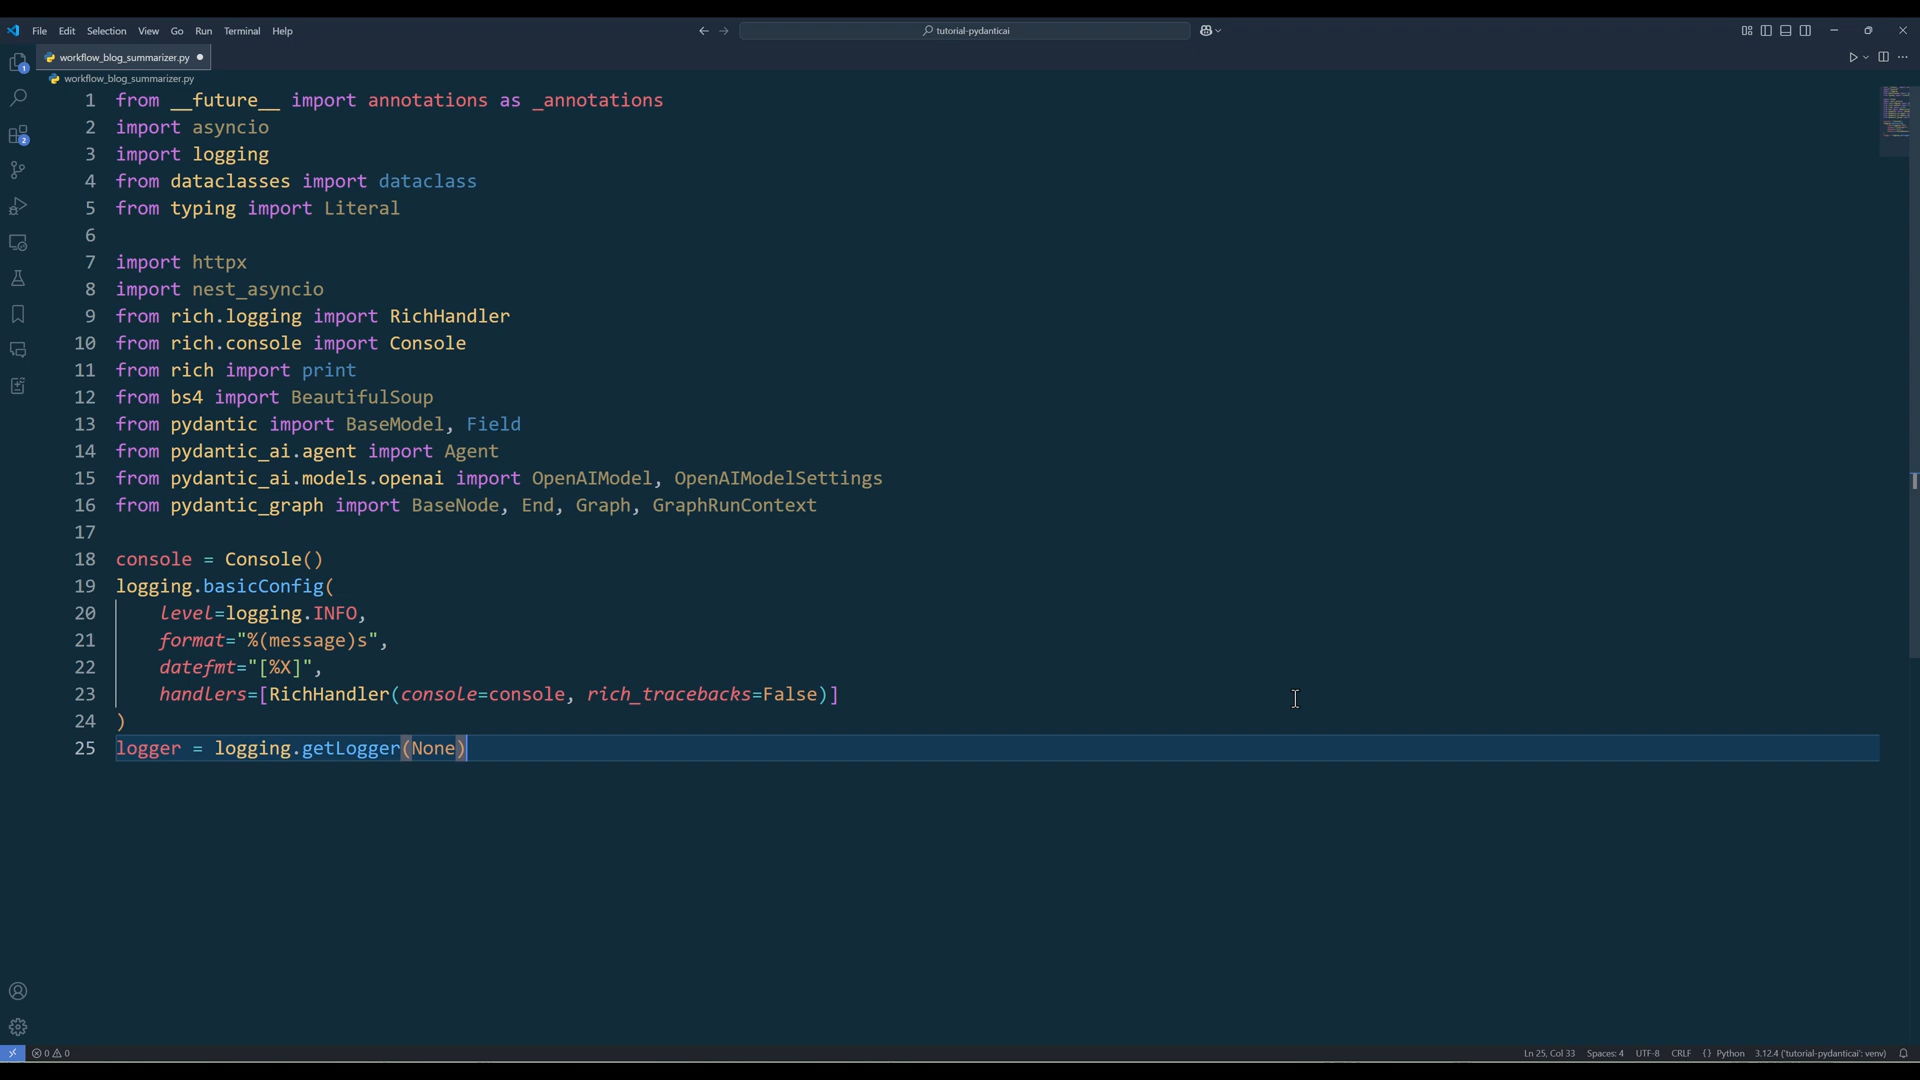 File Edit Selection View Go Run Terminal Help
tutorial-pydanticai
workflow_blog_summarizer.py
workflow_blog_summarizer.py
1 from __future__ import annotations as _annotations
2 import asyncio
3 import logging
4 from dataclasses import dataclass
5 from typing import Literal
6
7 import httpx
8 import nest_asyncio
9 from rich.logging import RichHandler
10 from rich.console import Console
11 from rich import print
12 from bs4 import BeautifulSoup
13 from pydantic import BaseModel, Field
14 from pydantic_ai.agent import Agent
15 from pydantic_ai.models.openai import OpenAIModel, OpenAIModelSettings
16 from pydantic_graph import BaseNode, End, Graph, GraphRunContext
17
18 console = Console()
19 logging.basicConfig(
20     level=logging.INFO,
21     format="%(message)s",
22     datefmt="[%X]",
23     handlers=[RichHandler(console=console, rich_tracebacks=False)]
24 )
25 logger = logging.getLogger(None)
1
2
0 0 Ln 25, Col 33 Spaces: 4 UTF-8 CRLF {} Python 3.12.4 ('tutorial-pydanticai': venv)